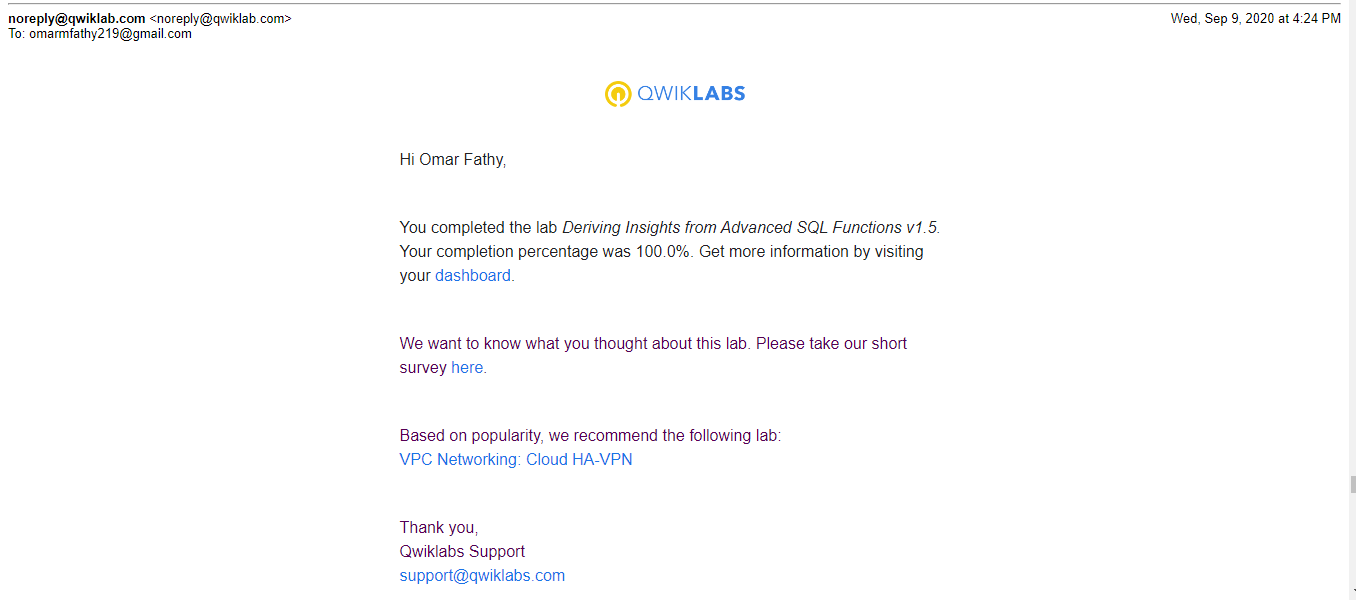 noreply@qwiklab.com <noreply@qwiklab.com>
Wed, Sep 9, 2020 at 4:24 PM
To: omarmfathy219@gmail.com
QWIKLABS
Hi Omar Fathy,
You completed the lab Deriving Insights from Advanced SQL Functions v1.5.
Your completion percentage was 100.0%. Get more information by visiting
your dashboard.
We want to know what you thought about this lab. Please take our short
survey here.
Based on popularity, we recommend the following lab:
VPC Networking: Cloud HA-VPN
Thank you,
Qwiklabs Support
support@qwiklabs.com